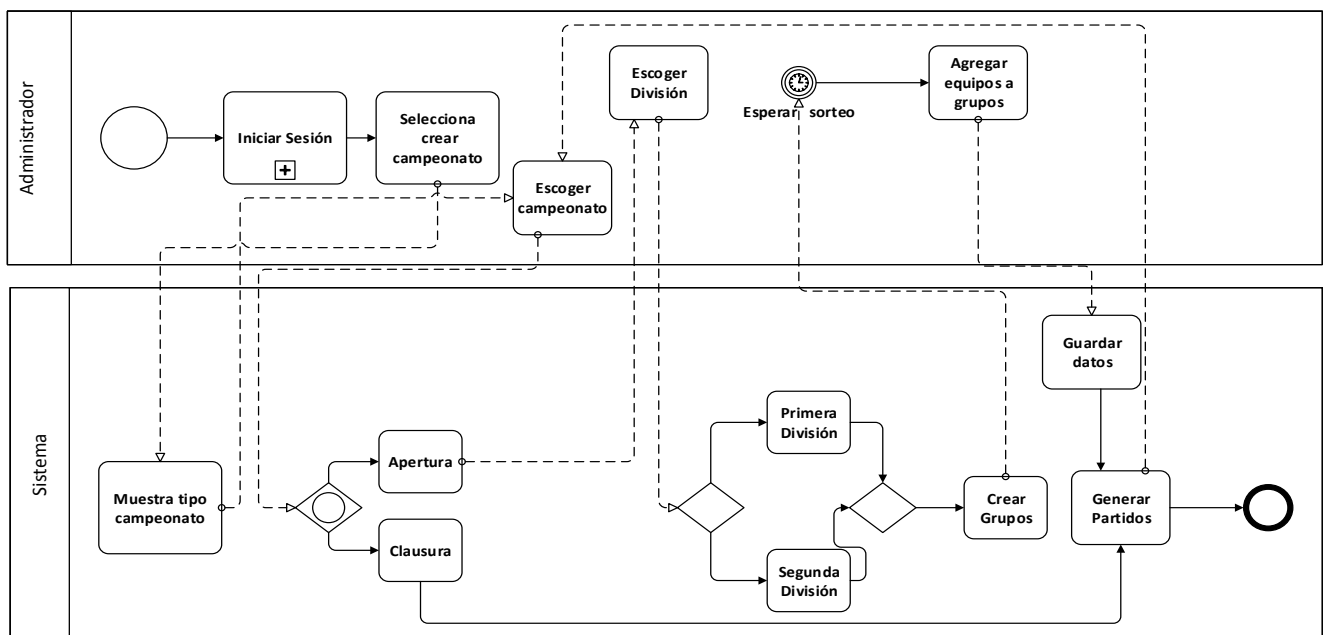 Administrador
Iniciar Sesión
Selecciona
crear
campeonato
Escoger
campeonato
Escoger
División
Esperar sorteo
Agregar
equipos a
grupos
Sistema
Muestra tipo
campeonato
Apertura
Clausura
Primera
División
Segunda
División
Crear
Grupos
Guardar
datos
Generar
Partidos